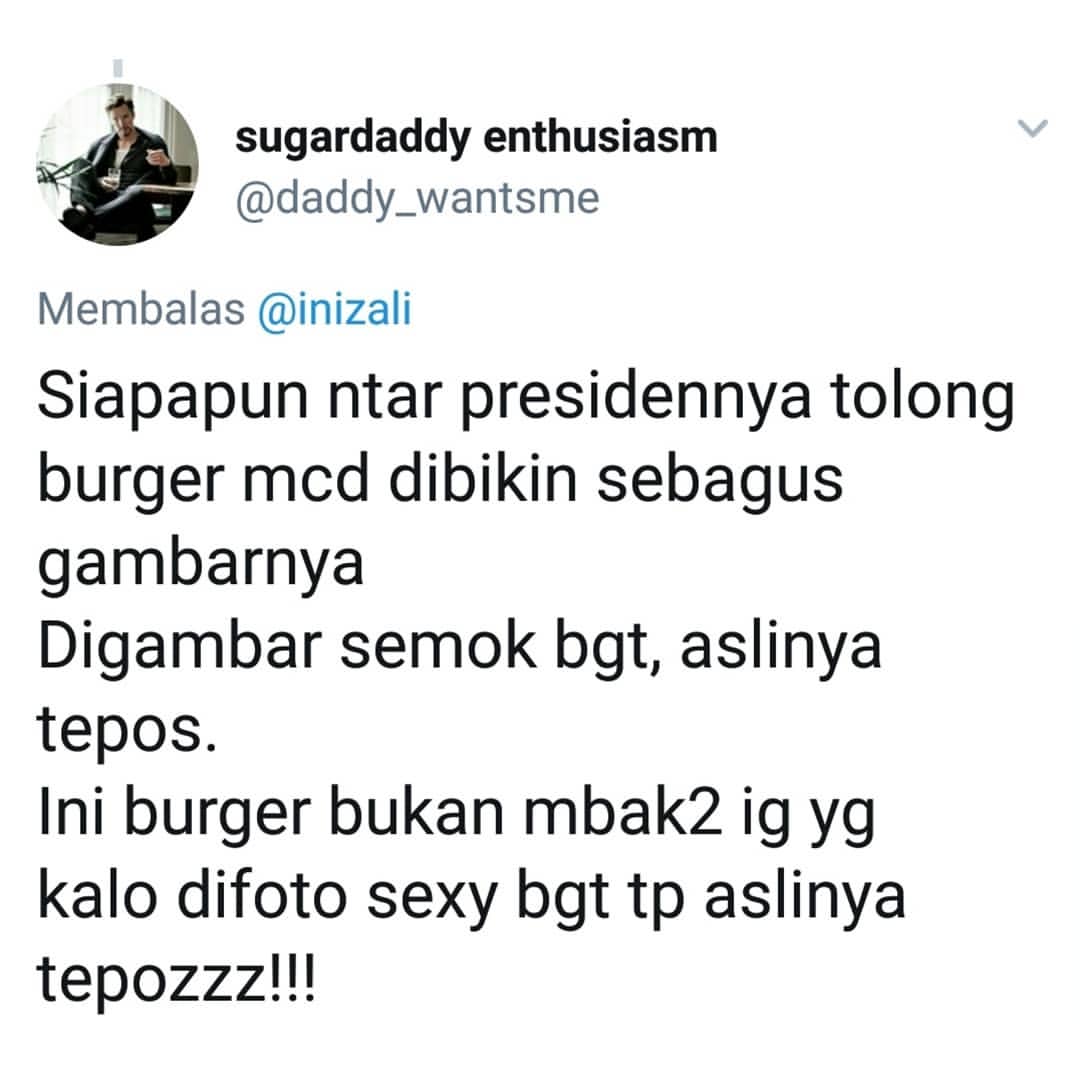 sugardaddy enthusiasm
@daddy_wantsme
Membalas @inizali
Siapapun ntar presidennya tolong
burger mcd dibikin sebagus
gambarnya
Digambar semok bgt, aslinya
tepos.
Ini burger bukan mbak2 ig yg
kalo difoto sexy bgt tp aslinya
tepozzz!!!